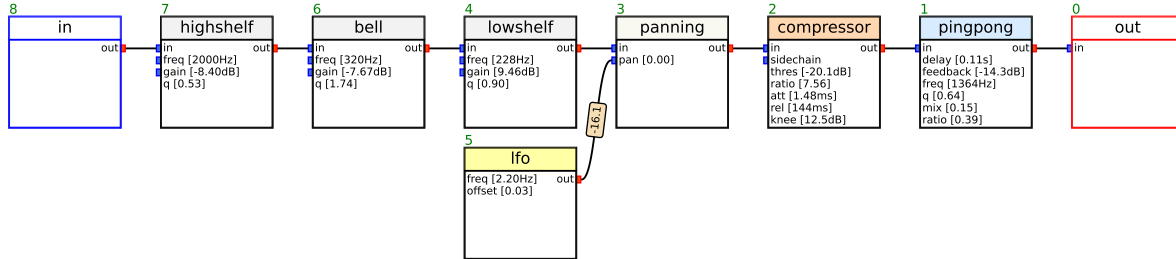 8
in
out
7
highshelf
in out
freq [2000Hz]
gain [-8.40dB]
q [0.53]
6
bell
in out
freq [320Hz]
gain [-7.67dB]
q [1.74]
4
lowshelf
in out
freq [228Hz]
gain [9.46dB]
q [0.90]
3
panning
in out
pan [0.00]
2
compressor
in out
sidechain
thres [-20.1dB]
ratio [7.56]
att [1.48ms]
rel [144ms]
knee [12.5dB]
1
pingpong
in out
delay [0.11s]
feedback [-14.3dB]
freq [1364Hz]
q [0.64]
mix [0.15]
ratio [0.39]
0
out
in
-16.1
5
lfo
freq [2.20Hz] out
offset [0.03]